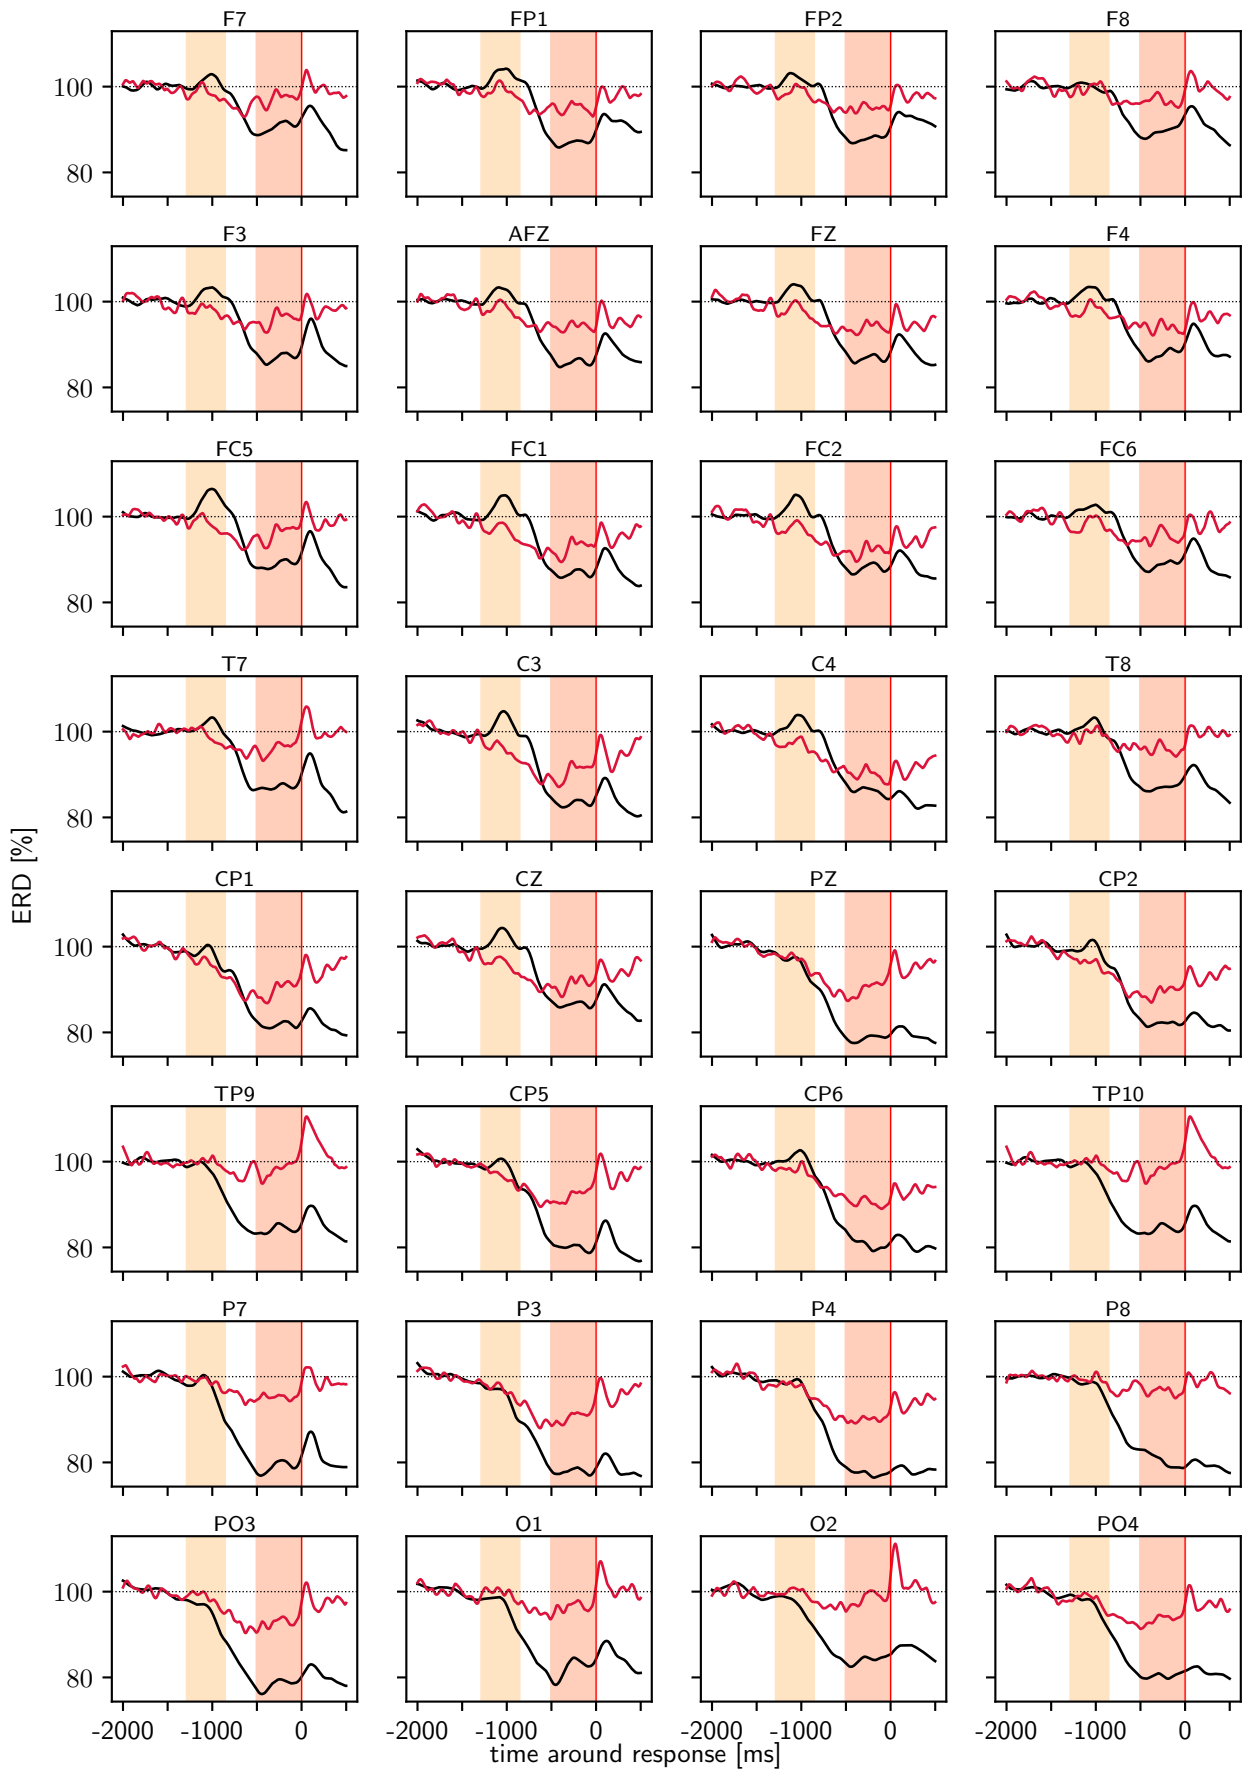 F7 FP1 FP2 F8
100
80
F3 AFZ FZ F4
100
80
FC5 FC1 FC2 FC6
100
80
T7 C3 C4 T8
100
80
ERD [%]
CP1 CZ PZ CP2
100
80
TP9 CP5 CP6 TP10
100
80
P7 P3 P4 P8
100
80
PO3 O1 O2 PO4
100
80
-2000 -1000 0 -2000 -1000 0 -2000 -1000 0 -2000 -1000 0
time around response [ms]